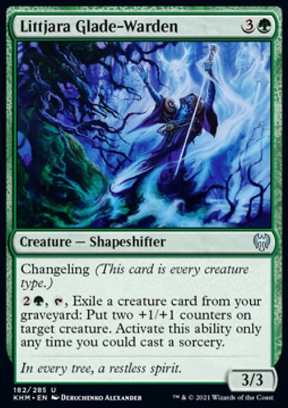 Littjara Glade-Warden 3
Creature — Shapeshifter
Changeling (This card is every creature
type.)
2, Exile a creature card from your
graveyard: Put two +1/+1 counters on
target creature. Activate this ability only
any time you could cast a sorcery.
In every tree, a restless spirit.
3/3
182/285 U
KHM • EN DERUCHENKO ALEXANDER
™ & © 2021 Wizards of the Coast